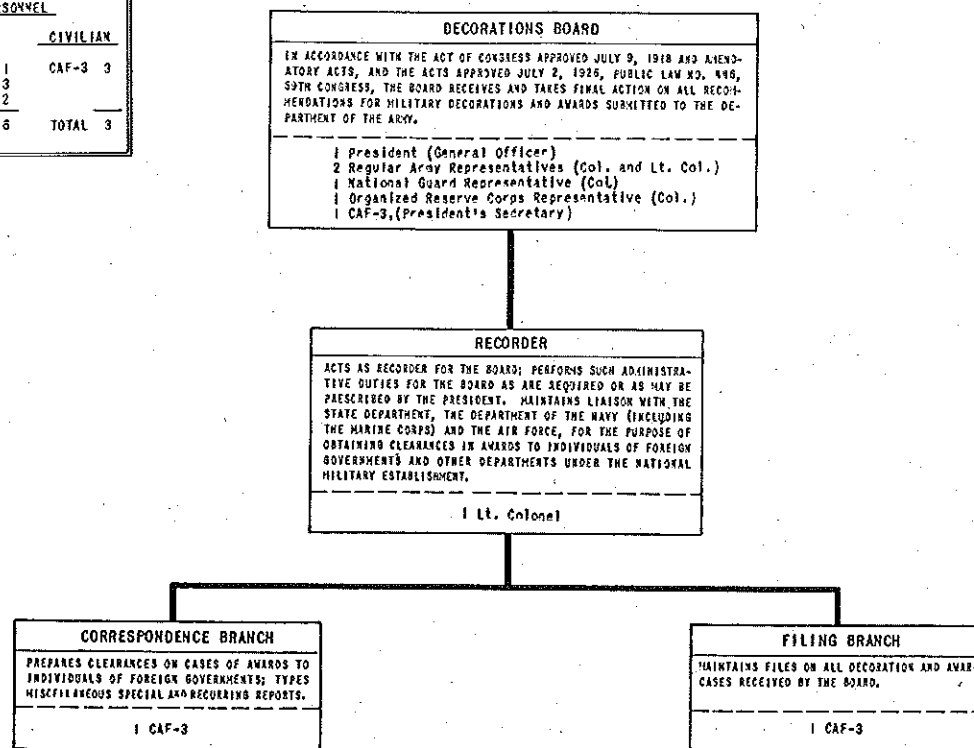 CIVILIAN
1 CAF-3 3
3
2
6 TOTAL 3
DECORATIONS BOARD
IN ACCORDANCE WITH THE ACT OF CONGRESS APPROVED JULY 9, 1918 AND AMEND-
ATORY ACTS, AND THE ACTS APPROVED JULY 2, 1926, PUBLIC LAW NO. 446,
59TH CONGRESS, THE BOARD RECEIVES AND TAKES FINAL ACTION ON ALL RECOM-
MENDATIONS FOR MILITARY DECORATIONS AND AWARDS SUBMITTED TO THE DE-
PARTMENT OF THE ARMY.
1 President (General Officer)
2 Regular Army Representatives (Col. and Lt. Col.)
1 National Guard Representative (Col)
1 Organized Reserve Corps Representative (Col.)
1 CAF-3,(President's Secretary)
RECORDER
ACTS AS RECORDER FOR THE BOARD; PERFORMS SUCH ADMINISTRA-
TIVE DUTIES FOR THE BOARD AS ARE REQUIRED OR AS MAY BE
PRESCRIBED BY THE PRESIDENT. MAINTAINS LIAISON WITH THE
STATE DEPARTMENT, THE DEPARTMENT OF THE NAVY (INCLUDING
THE MARINE CORPS) AND THE AIR FORCE, FOR THE PURPOSE OF
OBTAINING CLEARANCES IN AWARDS TO INDIVIDUALS OF FOREIGN
GOVERNMENTS AND OTHER DEPARTMENTS UNDER THE NATIONAL
MILITARY ESTABLISHMENT.
1 Lt. Colonel
CORRESPONDENCE BRANCH
PREPARES CLEARANCES ON CASES OF AWARDS TO
INDIVIDUALS OF FOREIGN GOVERNMENTS; TYPES
MISCELLANEOUS SPECIAL AND RECURRING REPORTS.
1 CAF-3
FILING BRANCH
MAINTAINS FILES ON ALL DECORATION AND AWAR
CASES RECEIVED BY THE BOARD.
1 CAF-3